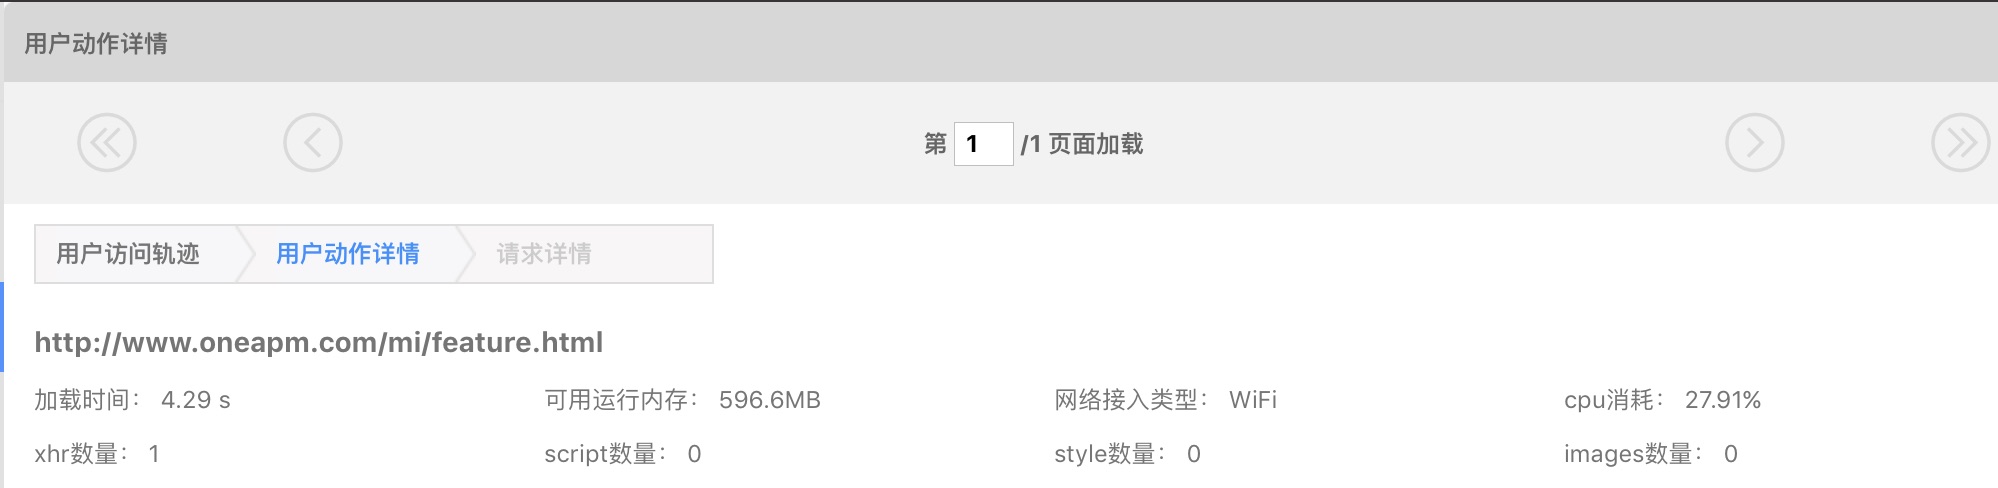 用户动作详情
第 1 /1 页面加载
用户访问轨迹 用户动作详情 请求详情
http://www.oneapm.com/mi/feature.html
加载时间： 4.29 s 可用运行内存： 596.6MB 网络接入类型： WiFi cpu消耗： 27.91%
xhr数量： 1 script数量： 0 style数量： 0 images数量： 0